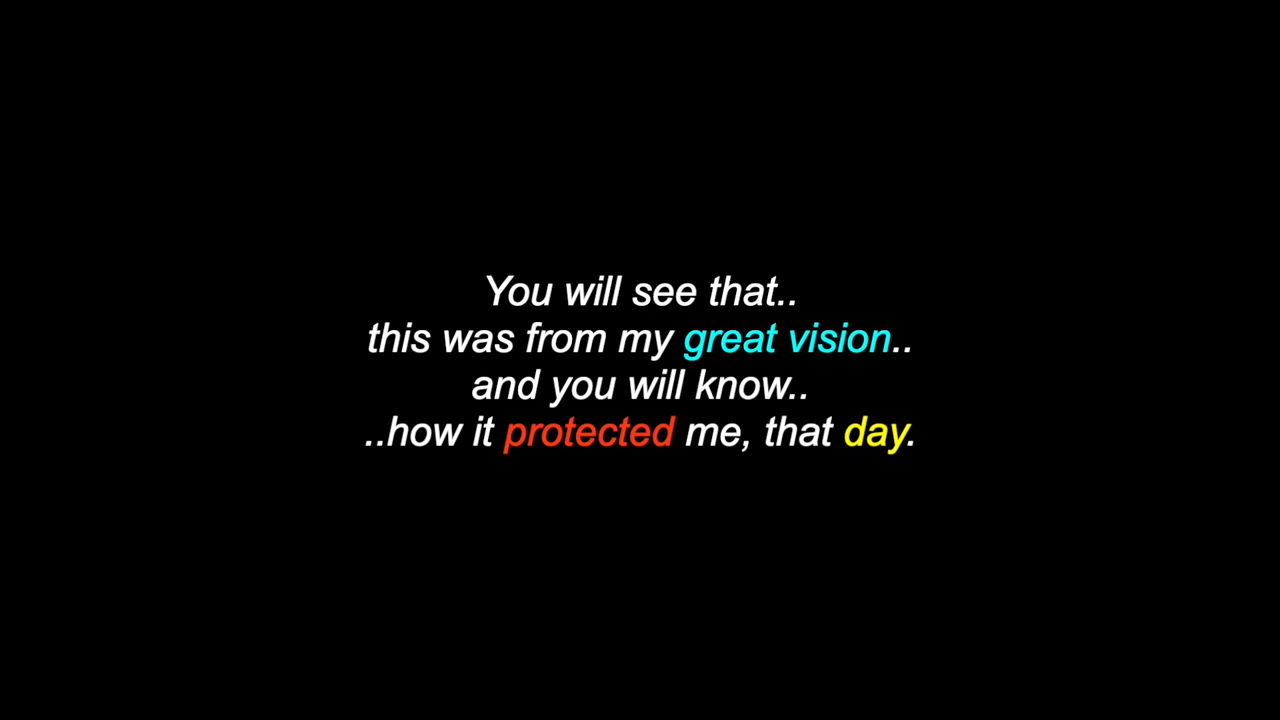 You will see that..
this was from my great vision..
and you will know..
..how it protected me, that day.